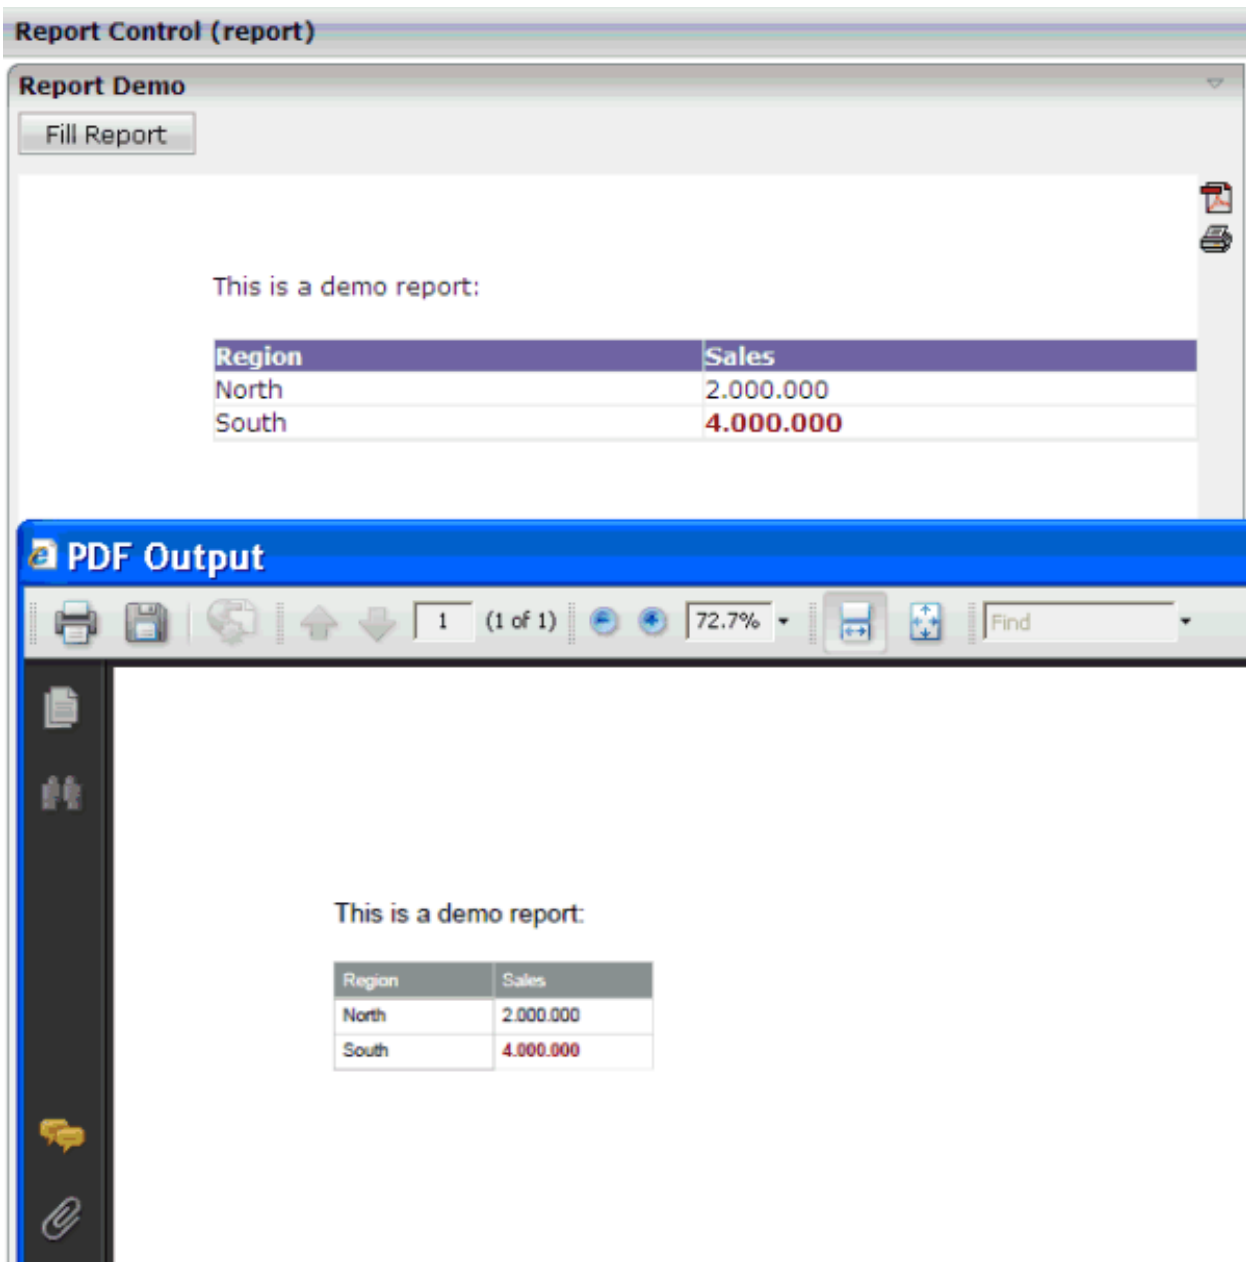 Report Control (report)
Report Demo
Fill Report
This is a demo report:
Region Sales
North 2.000.000
South 4.000.000
PDF Output
1 (1 of 1) 72.7% Find
This is a demo report:
Region Sales
North 2.000.000
South 4.000.000